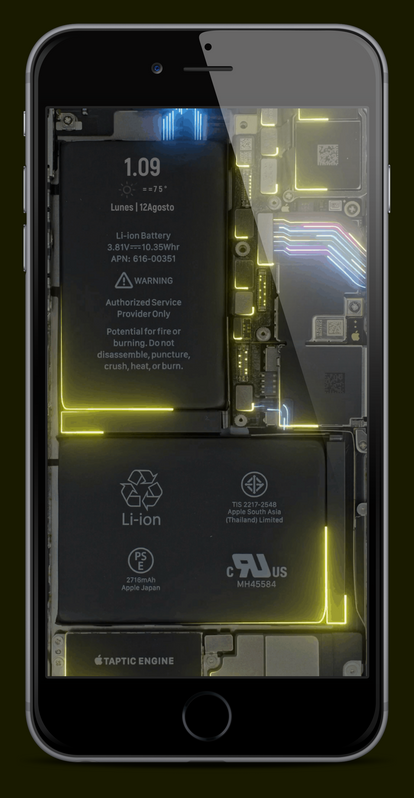 1.09
==75°
Lunes | 12Agosto
Li-ion Battery
3.81V⎓10.35Whr
APN: 616-00351
WARNING
Authorized Service
Provider Only
Potential for fire or
burning. Do not
disassemble, puncture,
crush, heat, or burn.
Li-ion
TIS 2217-2548
Apple South Asia
(Thailand) Limited
PS
E
2716mAh
Apple Japan
C RU US
MH45584
TAPTIC ENGINE